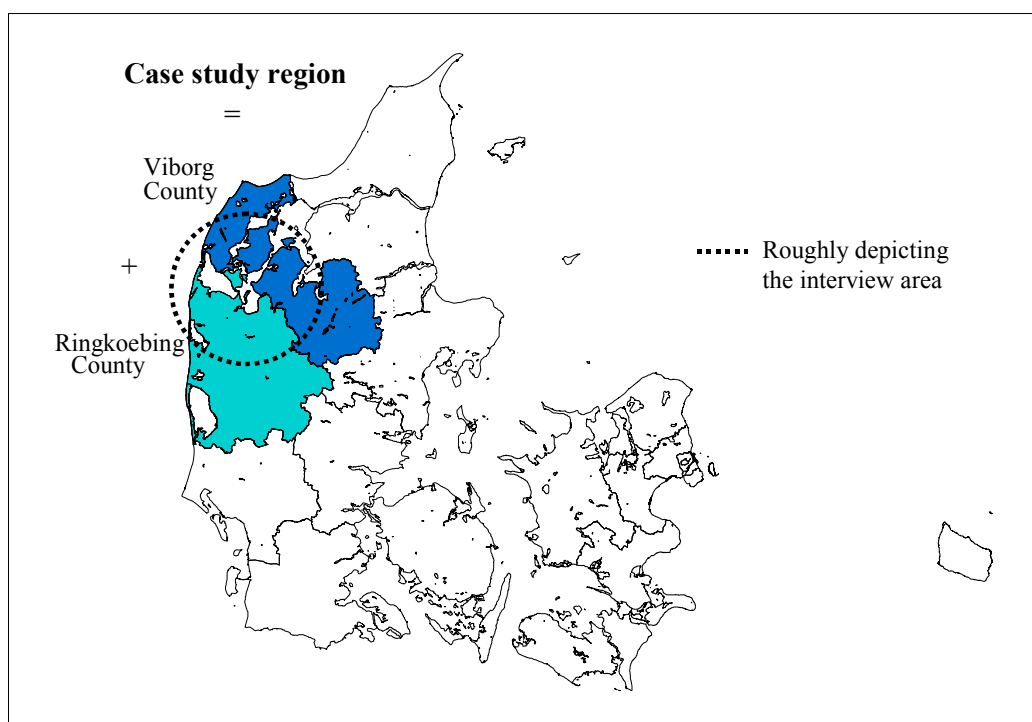 Case study region
=
Viborg
County
+
Ringkoebing
County
Roughly depicting
the interview area